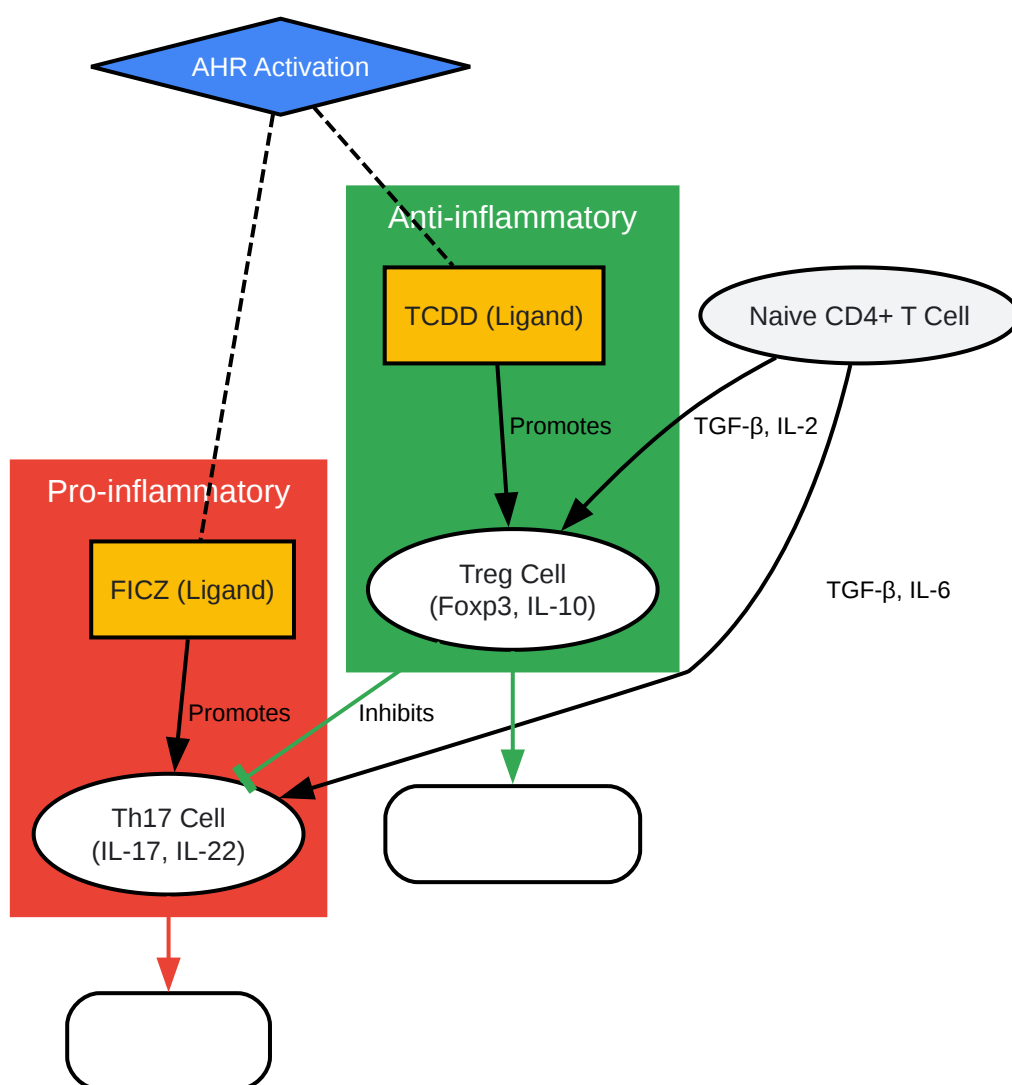 AHR Activation
Anti-inflammatory
TCDD (Ligand)
Naive CD4+ T Cell
Promotes
TGF-β, IL-2
Pro-inflammatory
FICZ (Ligand)
Treg Cell
(Foxp3, IL-10)
TGF-β, IL-6
Promotes
Inhibits
Th17 Cell
(IL-17, IL-22)